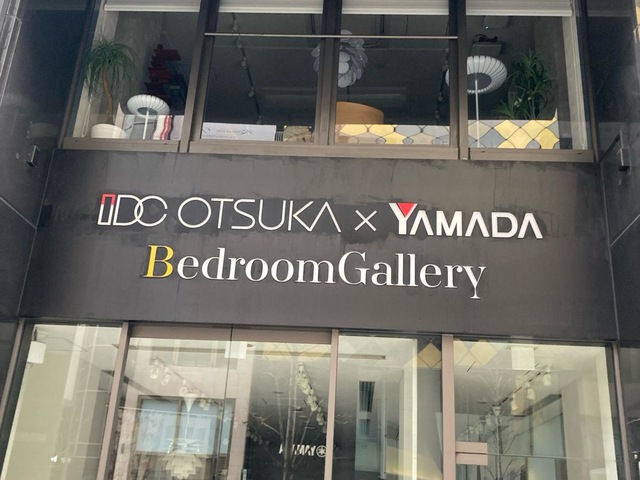 IDC OTSUKA × YAMADA
BedroomGallery